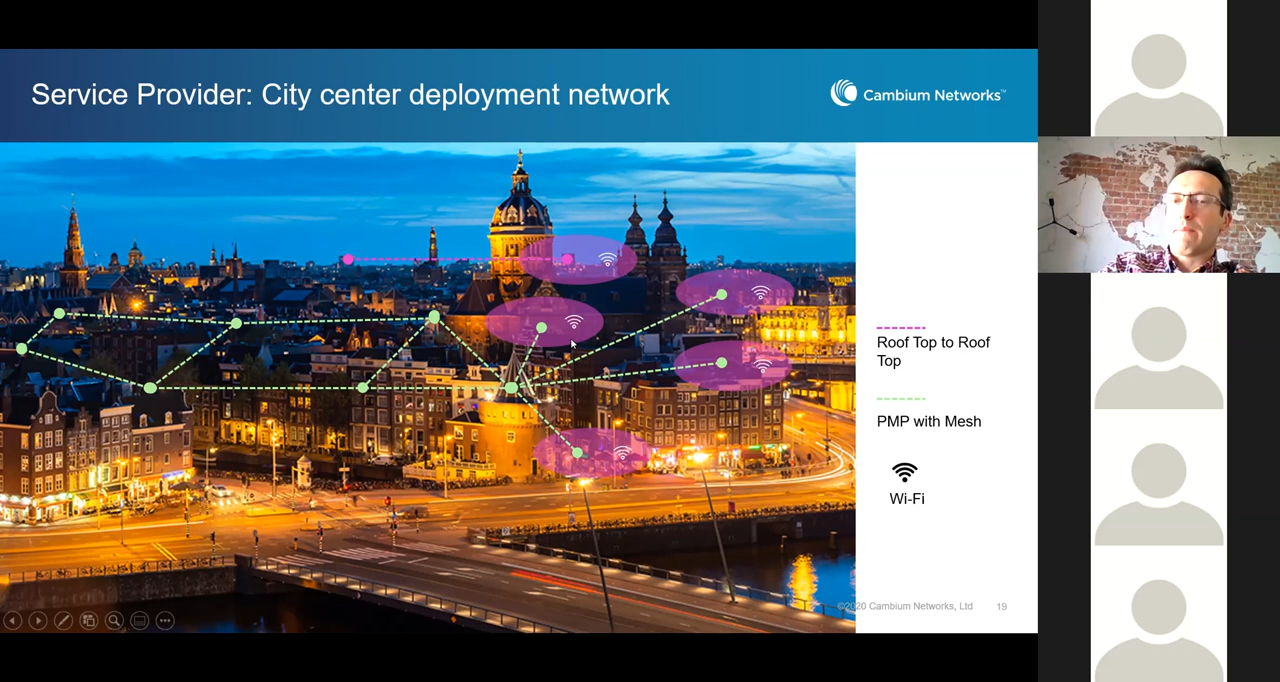 Service Provider: City center deployment network
Cambium Networks™
Roof Top to Roof
Top
PMP with Mesh
Wi-Fi
©2020 Cambium Networks, Ltd 19